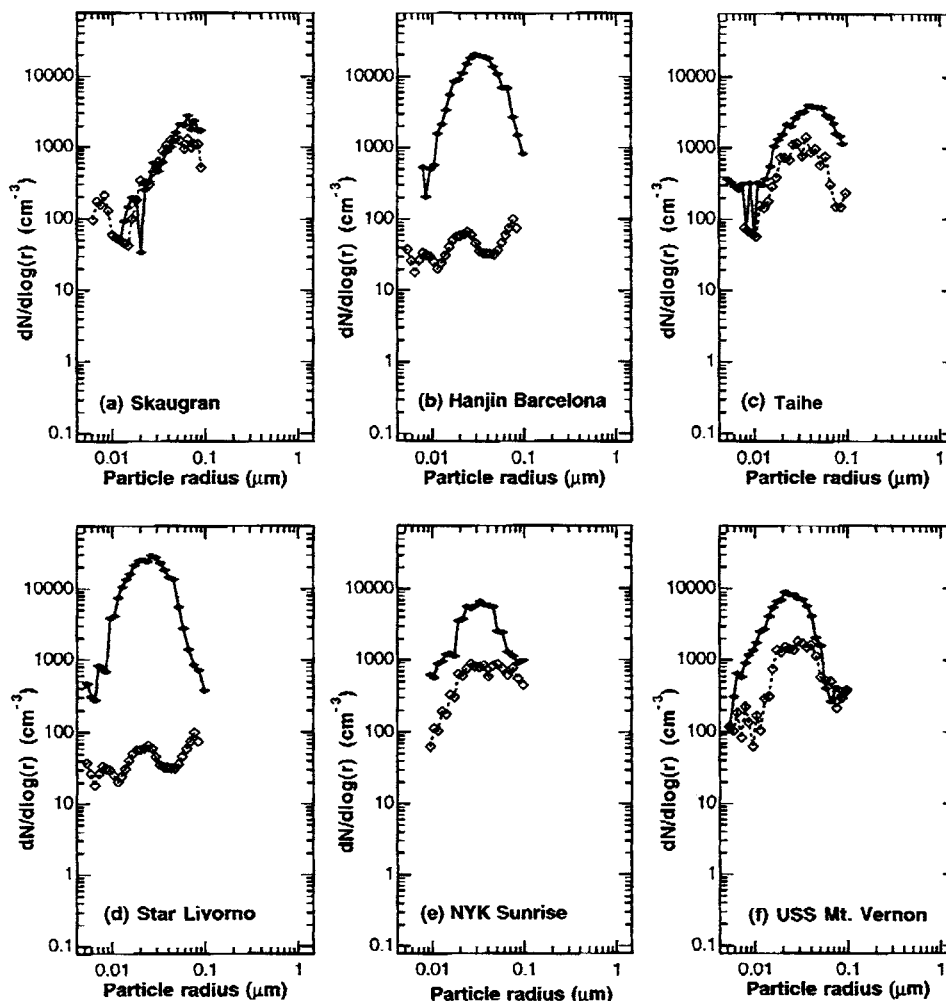 10000
1000
100
10
1
0.1
dN/dlog(r) (cm⁻³)
(a) Skaugran
0.01 0.1 1
Particle radius (μm)
10000
1000
100
10
1
0.1
dN/dlog(r) (cm⁻³)
(b) Hanjin Barcelona
0.01 0.1 1
Particle radius (μm)
10000
1000
100
10
1
0.1
dN/dlog(r) (cm⁻³)
(c) Taihe
0.01 0.1 1
Particle radius (μm)
10000
1000
100
10
1
0.1
dN/dlog(r) (cm⁻³)
(d) Star Livorno
0.01 0.1 1
Particle radius (μm)
10000
1000
100
10
1
0.1
dN/dlog(r) (cm⁻³)
(e) NYK Sunrise
0.01 0.1 1
Particle radius (μm)
10000
1000
100
10
1
0.1
dN/dlog(r) (cm⁻³)
(f) USS Mt. Vernon
0.01 0.1 1
Particle radius (μm)